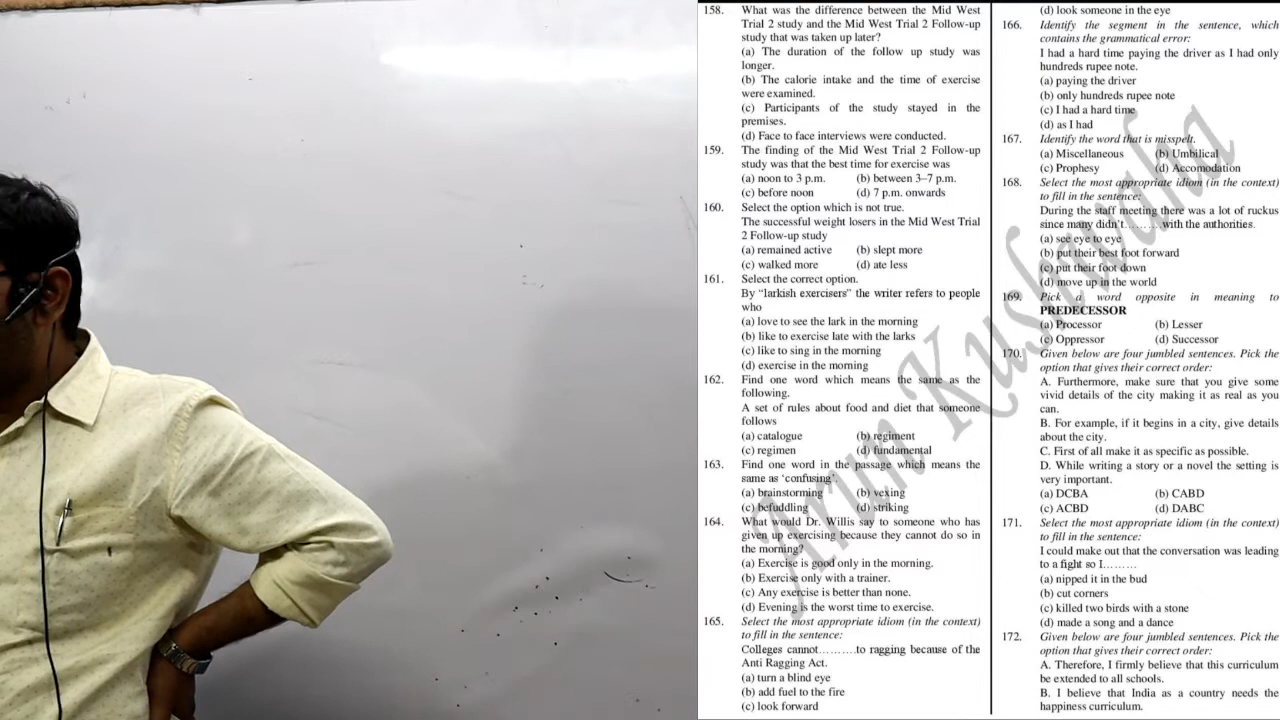 158. What was the difference between the Mid West
Trial 2 study and the Mid West Trial 2 Follow-up
study that was taken up later?
(a) The duration of the follow up study was
longer.
(b) The calorie intake and the time of exercise
were examined.
(c) Participants of the study stayed in the
premises.
(d) Face to face interviews were conducted.
159. The finding of the Mid West Trial 2 Follow-up
study was that the best time for exercise was
(a) noon to 3 p.m. (b) between 3–7 p.m.
(c) before noon (d) 7 p.m. onwards
160. Select the option which is not true.
The successful weight losers in the Mid West Trial
2 Follow-up study
(a) remained active (b) slept more
(c) walked more (d) ate less
161. Select the correct option.
By “larkish exercisers” the writer refers to people
who
(a) love to see the lark in the morning
(b) like to exercise late with the larks
(c) like to sing in the morning
(d) exercise in the morning
162. Find one word which means the same as the
following.
A set of rules about food and diet that someone
follows
(a) catalogue (b) regiment
(c) regimen (d) fundamental
163. Find one word in the passage which means the
same as ‘confusing’.
(a) brainstorming (b) vexing
(c) befuddling (d) striking
164. What would Dr. Willis say to someone who has
given up exercising because they cannot do so in
the morning?
(a) Exercise is good only in the morning.
(b) Exercise only with a trainer.
(c) Any exercise is better than none.
(d) Evening is the worst time to exercise.
165. Select the most appropriate idiom (in the context)
to fill in the sentence:
Colleges cannot……….to ragging because of the
Anti Ragging Act.
(a) turn a blind eye
(b) add fuel to the fire
(c) look forward
(d) look someone in the eye
166. Identify the segment in the sentence, which
contains the grammatical error:
I had a hard time paying the driver as I had only
hundreds rupee note.
(a) paying the driver
(b) only hundreds rupee note
(c) I had a hard time
(d) as I had
167. Identify the word that is misspelt.
(a) Miscellaneous (b) Umbilical
(c) Prophesy (d) Accomodation
168. Select the most appropriate idiom (in the context)
to fill in the sentence:
During the staff meeting there was a lot of ruckus
since many didn’t……….with the authorities.
(a) see eye to eye
(b) put their best foot forward
(c) put their foot down
(d) move up in the world
169. Pick a word opposite in meaning to
PREDECESSOR
(a) Processor (b) Lesser
(c) Oppressor (d) Successor
170. Given below are four jumbled sentences. Pick the
option that gives their correct order:
A. Furthermore, make sure that you give some
vivid details of the city making it as real as you
can.
B. For example, if it begins in a city, give details
about the city.
C. First of all make it as specific as possible.
D. While writing a story or a novel the setting is
very important.
(a) DCBA (b) CABD
(c) ACBD (d) DABC
171. Select the most appropriate idiom (in the context)
to fill in the sentence:
I could make out that the conversation was leading
to a fight so I………
(a) nipped it in the bud
(b) cut corners
(c) killed two birds with a stone
(d) made a song and a dance
172. Given below are four jumbled sentences. Pick the
option that gives their correct order:
A. Therefore, I firmly believe that this curriculum
be extended to all schools.
B. I believe that India as a country needs the
happiness curriculum.
Arun Kushwaha